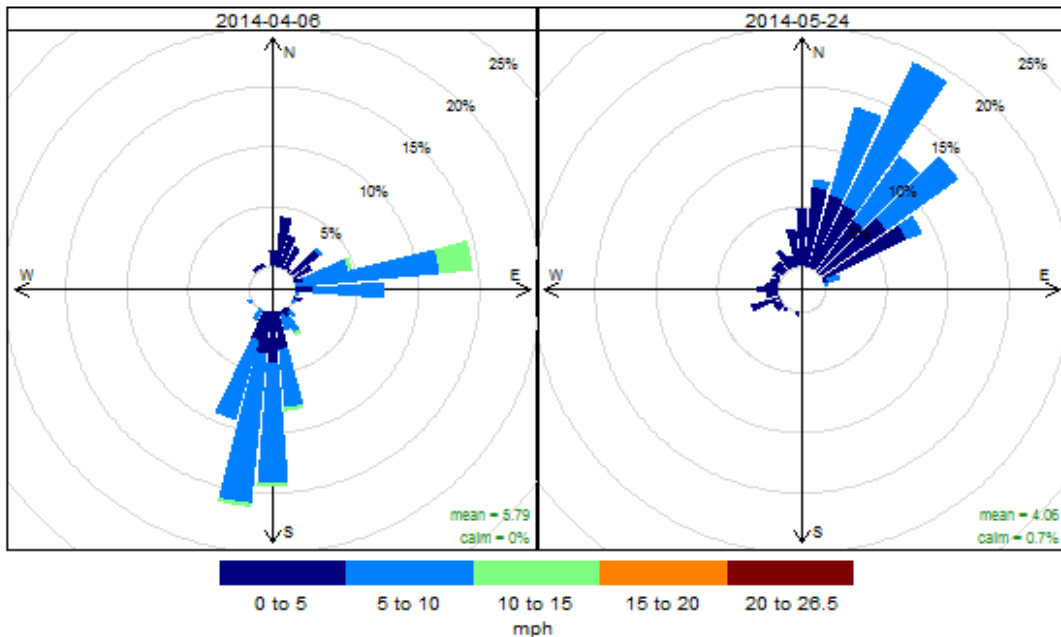 2014-04-06
2014-05-24
N
25%
20%
15%
10%
5%
W
E
S
mean = 5.79
calm = 0%
N
25%
20%
15%
10%
5%
W
E
S
mean = 4.06
calm = 0.7%
0 to 5
5 to 10
10 to 15
15 to 20
20 to 26.5
mph